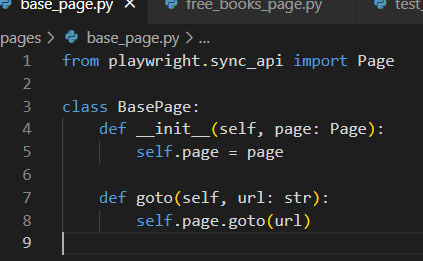 base_page.py free_books_page.py test_
pages > base_page.py > ...
1 from playwright.sync_api import Page
2
3 class BasePage:
4     def __init__(self, page: Page):
5         self.page = page
6
7     def goto(self, url: str):
8         self.page.goto(url)
9